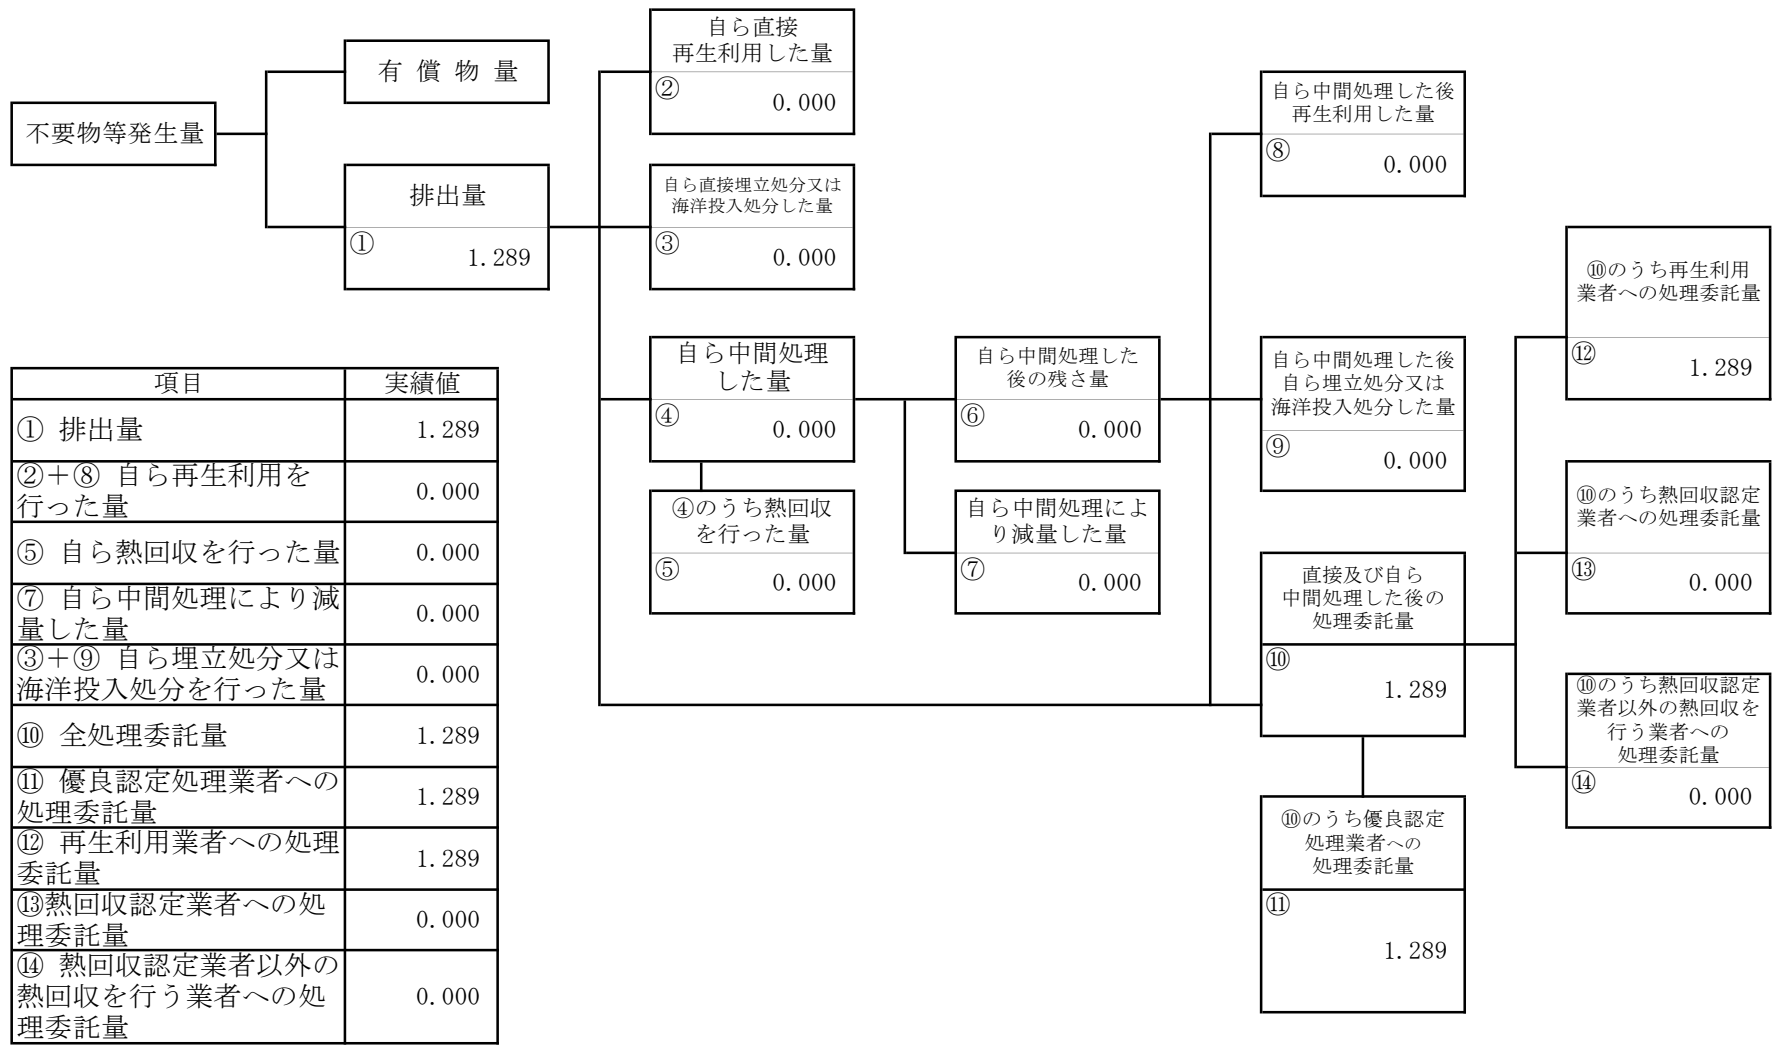 不要物等発生量
有 償 物 量
排出量
①
1.289
自ら直接
再生利用した量
②
0.000
自ら直接埋立処分又は
海洋投入処分した量
③
0.000
自ら中間処理
した量
④
0.000
④のうち熱回収
を行った量
⑤
0.000
自ら中間処理した
後の残さ量
⑥
0.000
自ら中間処理によ
り減量した量
⑦
0.000
自ら中間処理した後
再生利用した量
⑧
0.000
自ら中間処理した後
自ら埋立処分又は
海洋投入処分した量
⑨
0.000
直接及び自ら
中間処理した後の
処理委託量
⑩
1.289
⑩のうち優良認定
処理業者への
処理委託量
⑪
1.289
⑩のうち再生利用
業者への処理委託量
⑫
1.289
⑩のうち熱回収認定
業者への処理委託量
⑬
0.000
⑩のうち熱回収認定
業者以外の熱回収を
行う業者への
処理委託量
⑭
0.000
項目 実績値
① 排出量 1.289
②＋⑧ 自ら再生利用を
行った量 0.000
⑤ 自ら熱回収を行った量 0.000
⑦ 自ら中間処理により減
量した量 0.000
③＋⑨ 自ら埋立処分又は
海洋投入処分を行った量 0.000
⑩ 全処理委託量 1.289
⑪ 優良認定処理業者への
処理委託量 1.289
⑫ 再生利用業者への処理
委託量 1.289
⑬熱回収認定業者への処
理委託量 0.000
⑭ 熱回収認定業者以外の
熱回収を行う業者への処 0.000
理委託量